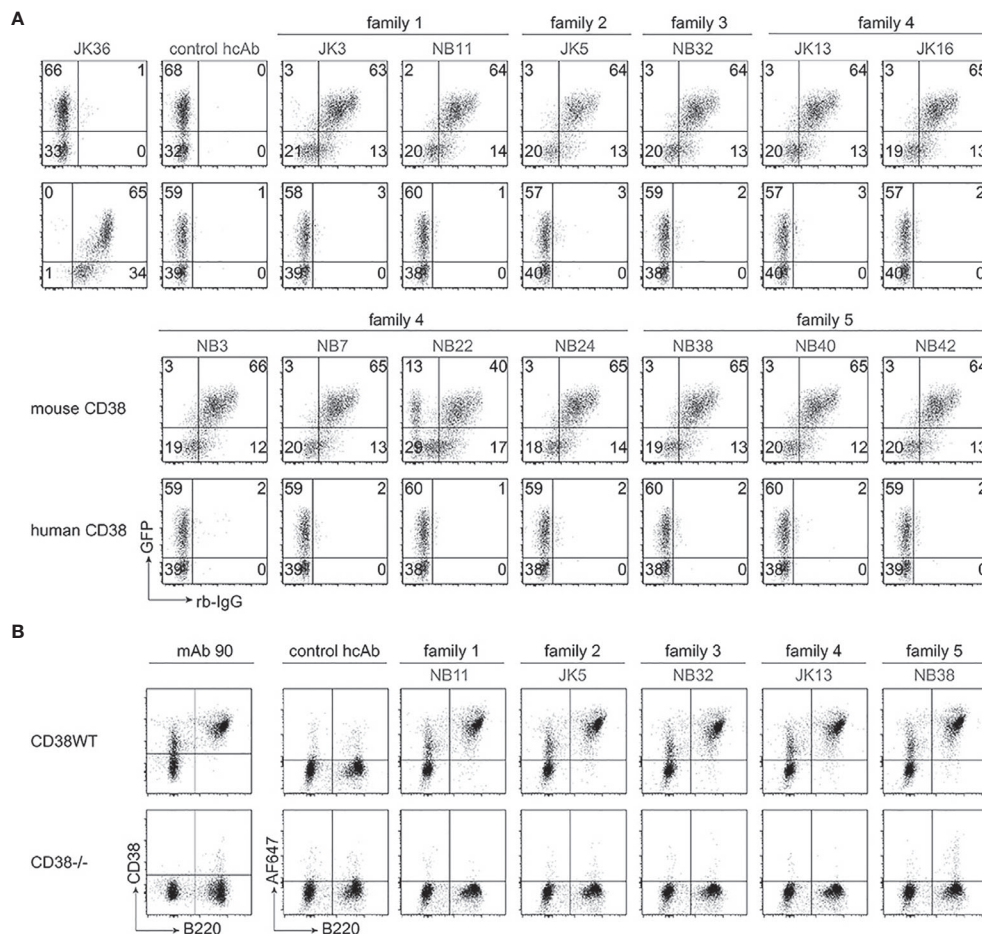 A
family 1 family 2 family 3 family 4
JK36 control hcAb JK3 NB11 JK5 NB32 JK13 JK16
66 1 68 0 3 63 2 64 3 64 3 64 3 64 3 65
33 0 32 0 21 13 20 14 20 13 20 13 20 13 19 13
0 65 59 1 58 3 60 1 57 3 59 2 57 3 57 2
1 34 39 0 39 0 38 0 40 0 38 0 40 0 40 0
family 4 family 5
NB3 NB7 NB22 NB24 NB38 NB40 NB42
mouse CD38
3 66 3 65 13 40 3 65 3 65 3 65 3 64
19 12 20 13 29 17 18 14 19 13 20 12 20 13
human CD38
59 2 59 2 60 1 59 2 60 2 60 2 59 2
39 0 39 0 38 0 38 0 38 0 38 0 39 0
GFP
rb-IgG
B
mAb 90 control hcAb family 1 family 2 family 3 family 4 family 5
NB11 JK5 NB32 JK13 NB38
CD38WT
CD38-/-
CD38 AF647
B220 B220